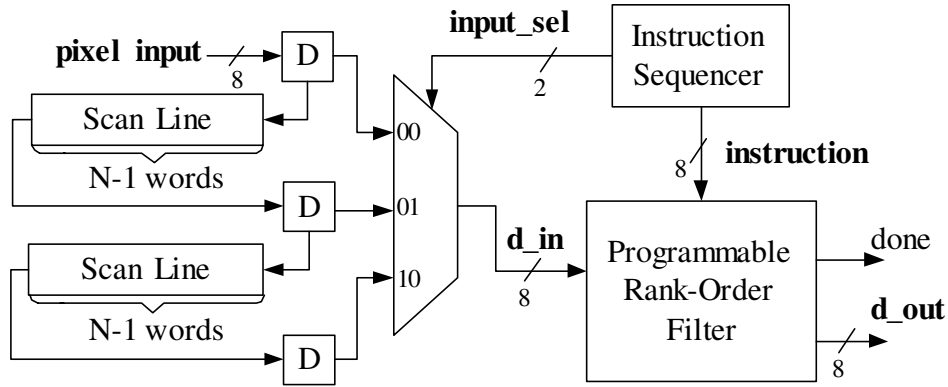 pixel input
8
D
Scan Line
N-1 words
D
Scan Line
N-1 words
D
00
01
10
input_sel
2
Instruction
Sequencer
8
instruction
d_in
8
Programmable
Rank-Order
Filter
done
d_out
8